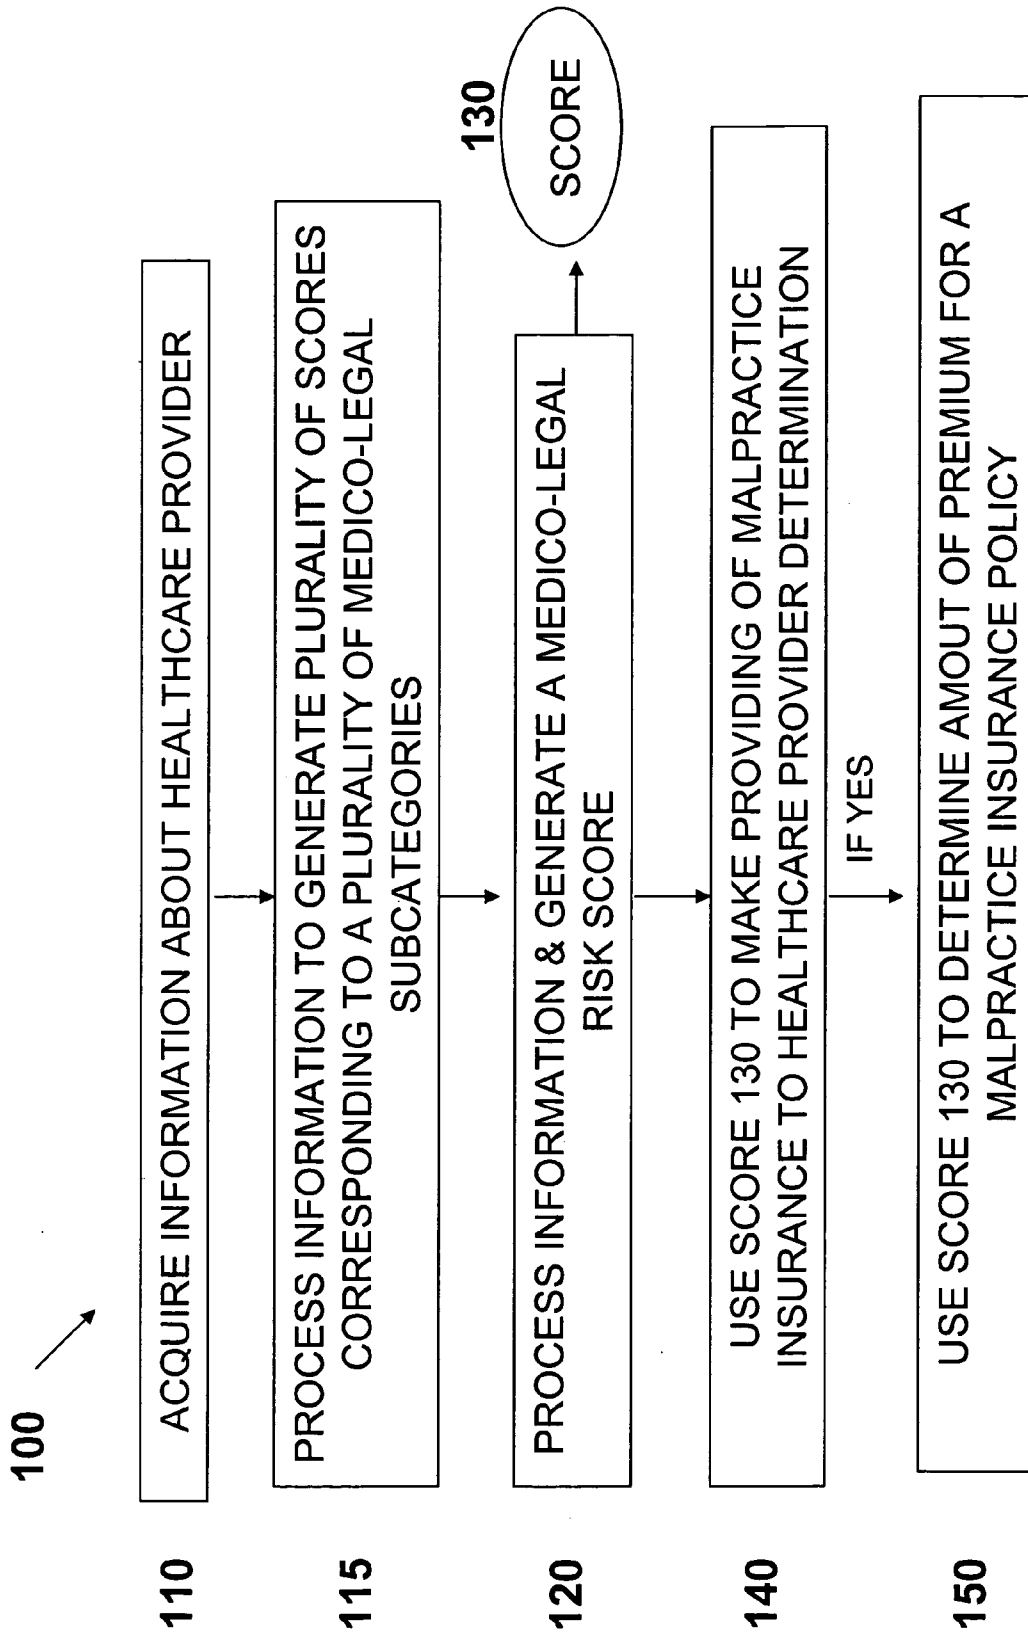 100
110
ACQUIRE INFORMATION ABOUT HEALTHCARE PROVIDER
115
PROCESS INFORMATION TO GENERATE PLURALITY OF SCORES
CORRESPONDING TO A PLURALITY OF MEDICO-LEGAL
SUBCATEGORIES
120
PROCESS INFORMATION & GENERATE A MEDICO-LEGAL
RISK SCORE
130
SCORE
140
USE SCORE 130 TO MAKE PROVIDING OF MALPRACTICE
INSURANCE TO HEALTHCARE PROVIDER DETERMINATION
IF YES
150
USE SCORE 130 TO DETERMINE AMOUT OF PREMIUM FOR A
MALPRACTICE INSURANCE POLICY